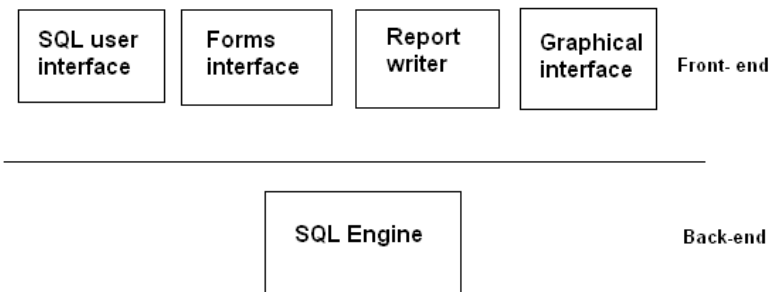 SQL user
interface
Forms
interface
Report
writer
Graphical
interface
Front- end
SQL Engine
Back-end